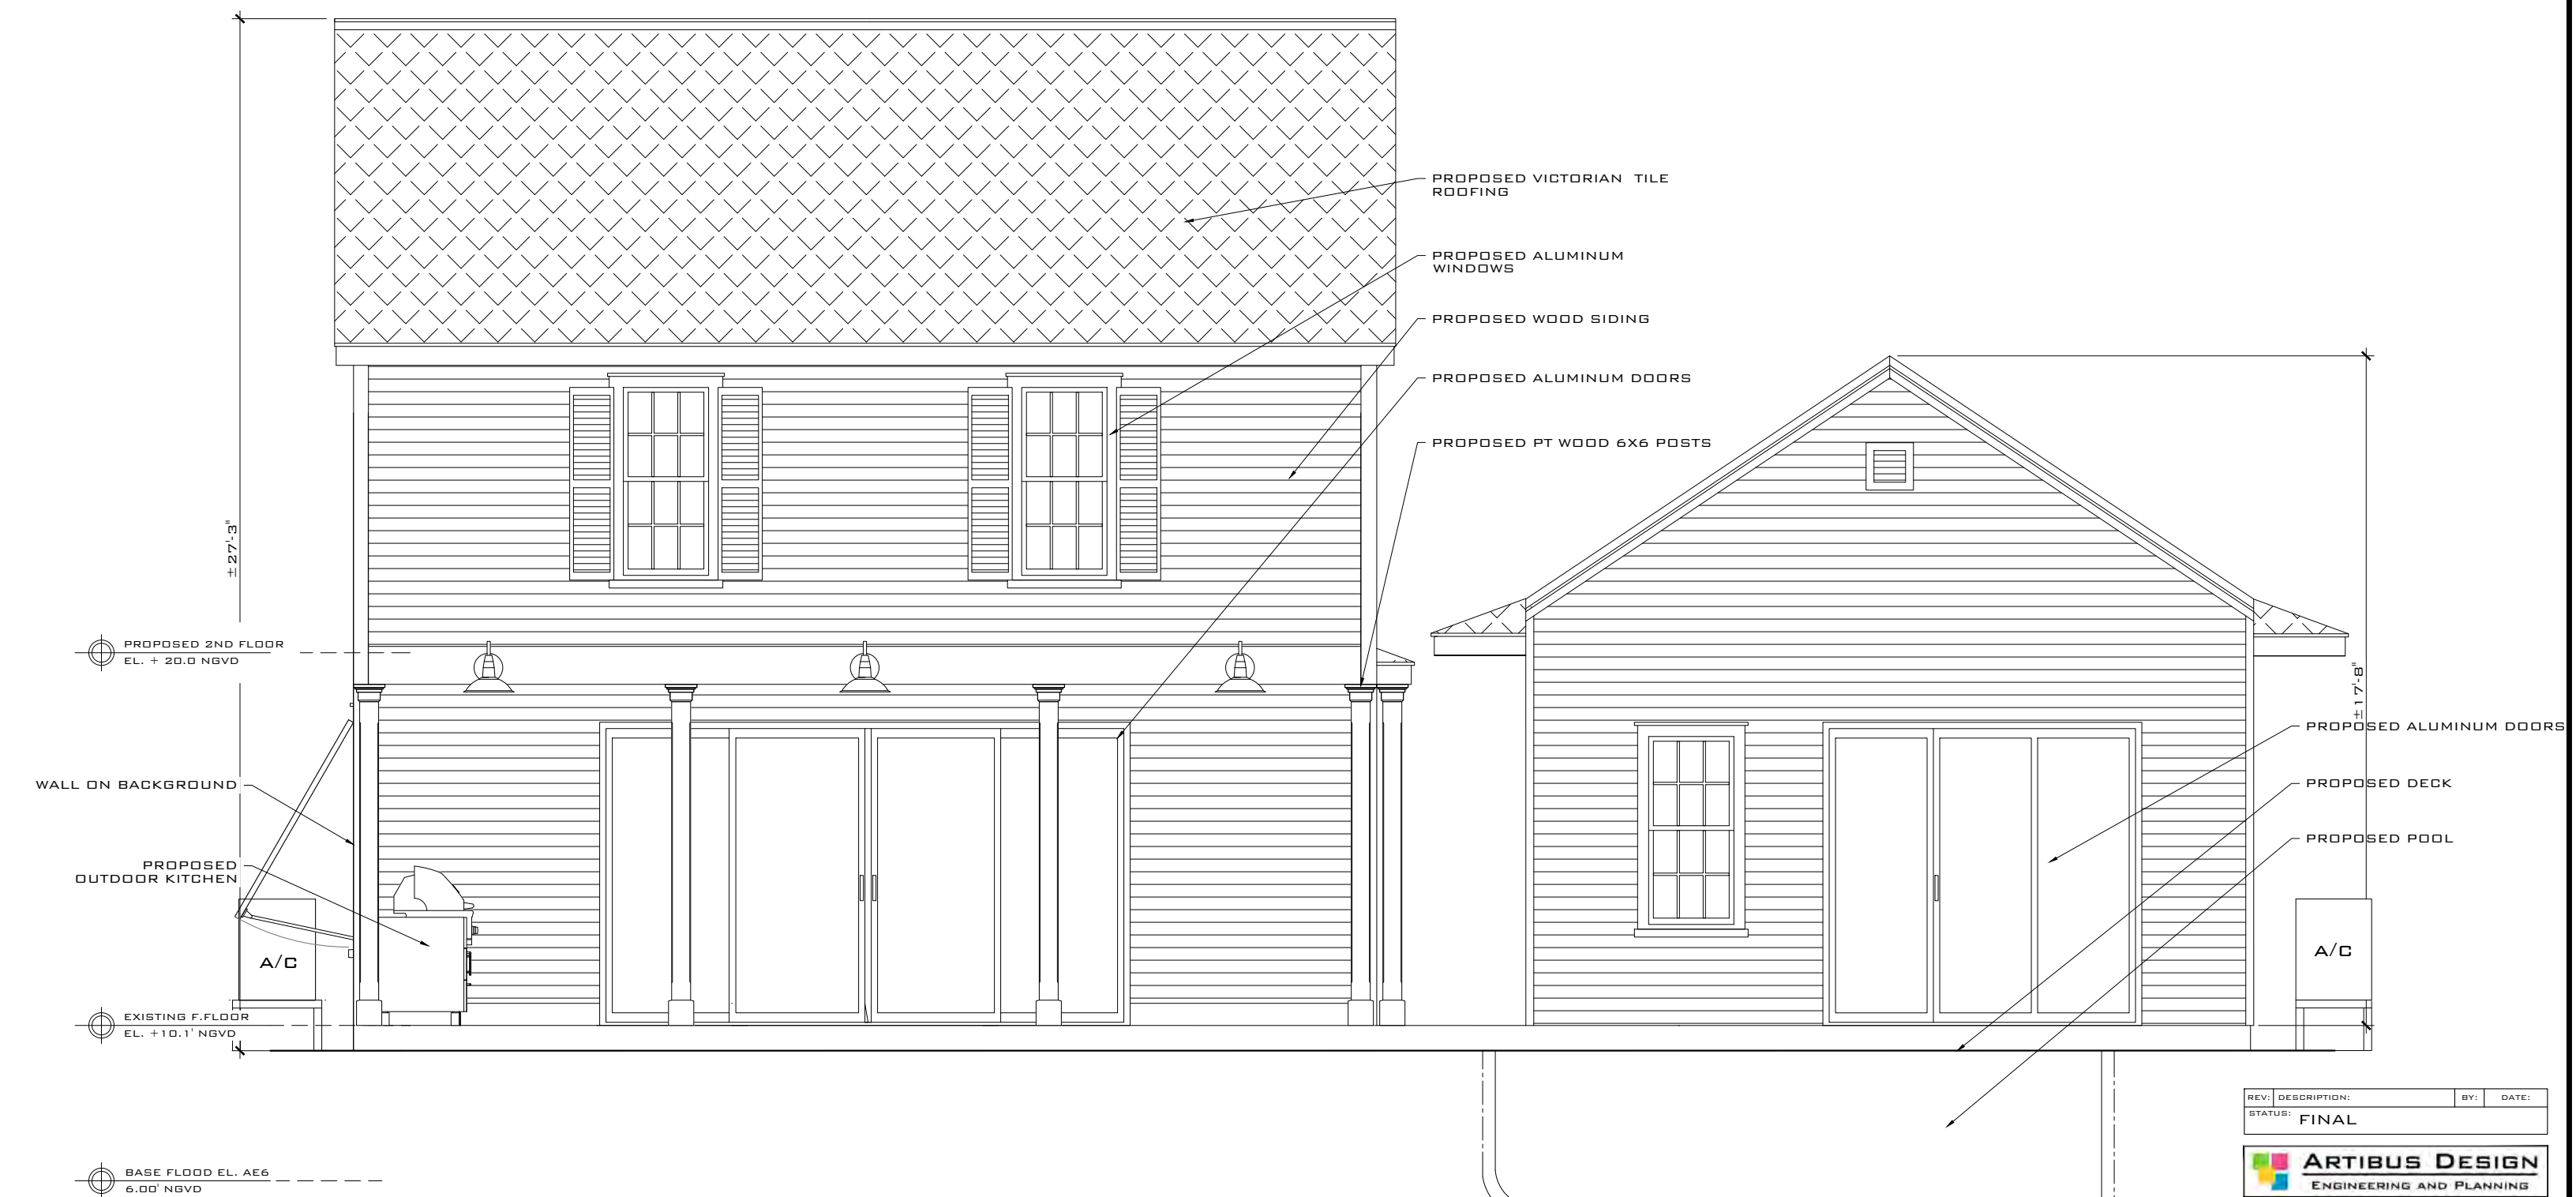 PROPOSED VICTORIAN TILE
ROOFING
PROPOSED ALUMINUM
WINDOWS
PROPOSED WOOD SIDING
PROPOSED ALUMINUM DOORS
PROPOSED PT WOOD 6X6 POSTS
±27'-3"
PROPOSED 2ND FLOOR
EL. + 20.0 NGVD
±17'-8"
PROPOSED ALUMINUM DOORS
WALL ON BACKGROUND
PROPOSED DECK
PROPOSED POOL
PROPOSED
OUTDOOR KITCHEN
A/C
A/C
EXISTING F.FLOOR
EL. +10.1' NGVD
REV: DESCRIPTION: BY: DATE:
STATUS: FINAL
BASE FLOOD EL. AE6
6.00' NGVD
ARTIBUS DESIGN
ENGINEERING AND PLANNING